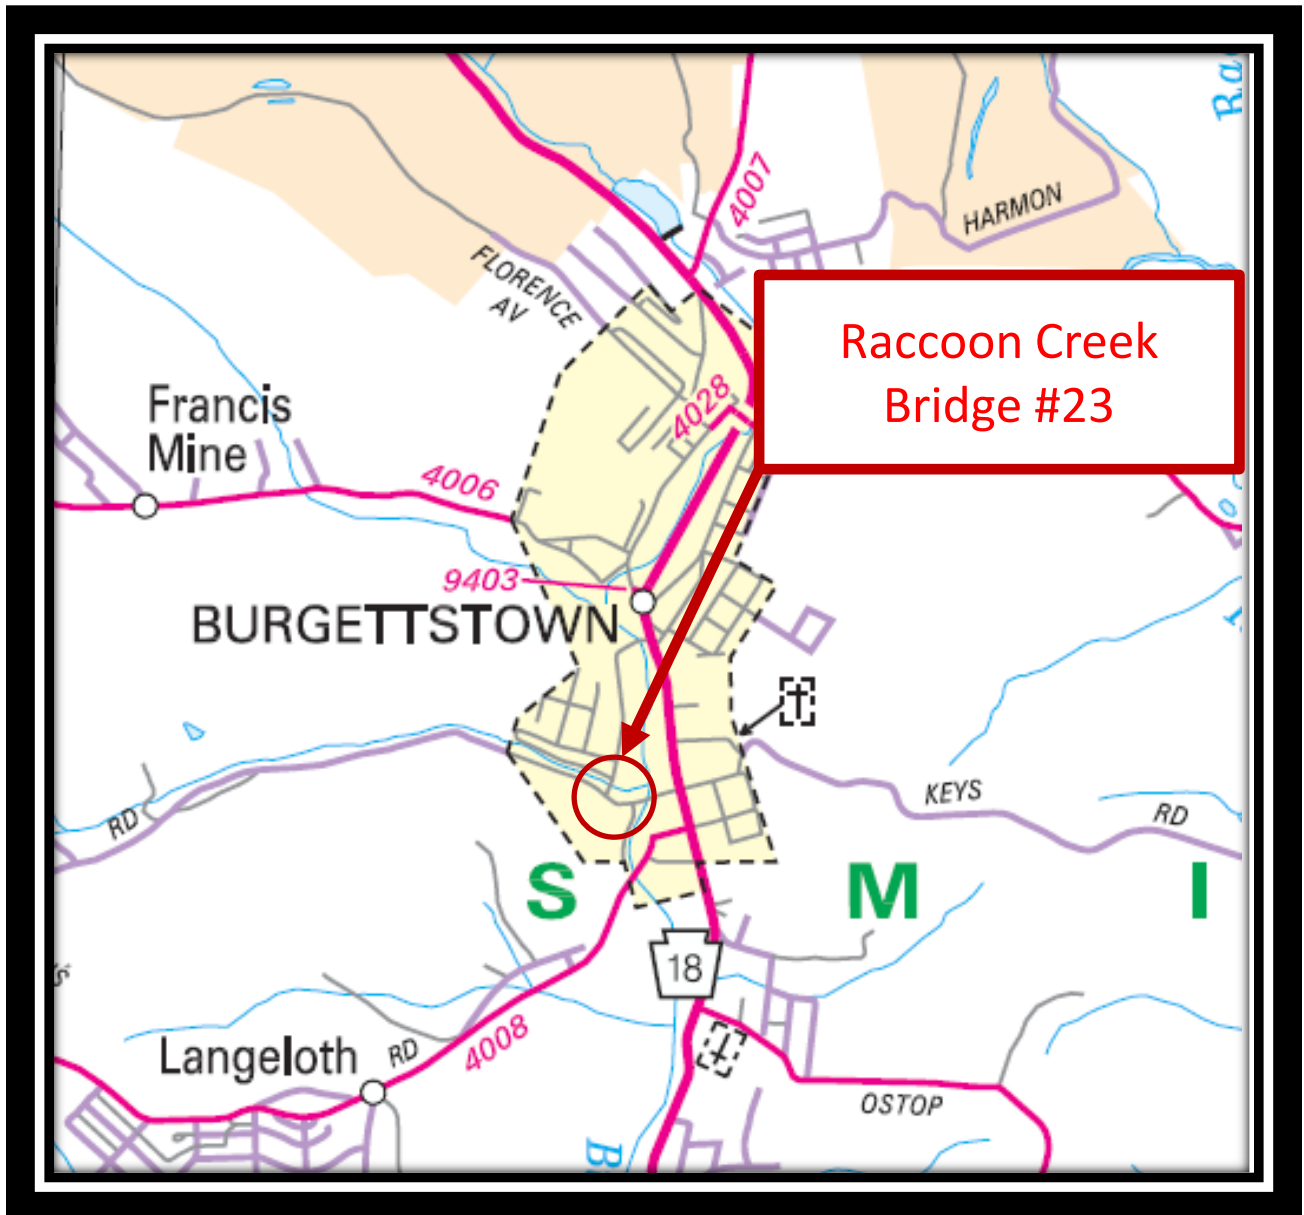 Ra
4007
HARMON
FLORENCE
AV
Raccoon Creek
Bridge #23
4028
Francis
Mine
4006
9403
BURGETTSTOWN
KEYS
RD
RD
S M I
18
Langeloth
RD
4008
OSTOP
B